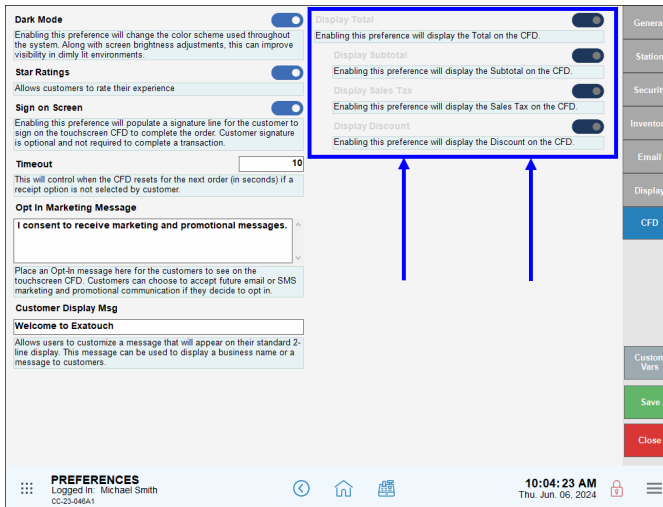 Dark Mode
Enabling this preference will change the color scheme used throughout
the system. Along with screen brightness adjustments, this can improve
visibility in dimly lit environments.
Star Ratings
Allows customers to rate their experience
Sign on Screen
Enabling this preference will populate a signature line for the customer to
sign on the touchscreen CFD to complete the order. Customer signature
is optional and not required to complete a transaction.
Timeout
10
This will control when the CFD resets for the next order (in seconds) if a
receipt option is not selected by customer.
Opt In Marketing Message
I consent to receive marketing and promotional messages.
Place an Opt-In message here for the customers to see on the
touchscreen CFD. Customers can choose to accept future email or SMS
marketing and promotional communication if they decide to opt in.
Customer Display Msg
Welcome to Exatouch
Allows users to customize a message that will appear on their standard 2-
line display. This message can be used to display a business name or a
message to customers.
Display Total
Enabling this preference will display the Total on the CFD.
Display Subtotal
Enabling this preference will display the Subtotal on the CFD.
Display Sales Tax
Enabling this preference will display the Sales Tax on the CFD.
Display Discount
Enabling this preference will display the Discount on the CFD.
Genera
Station
Securit
Invento
Email
Display
CFD
Custom
Vars
Save
Close
PREFERENCES
Logged In: Michael Smith
CC-23-046A1
10:04:23 AM
Thu. Jun. 06, 2024